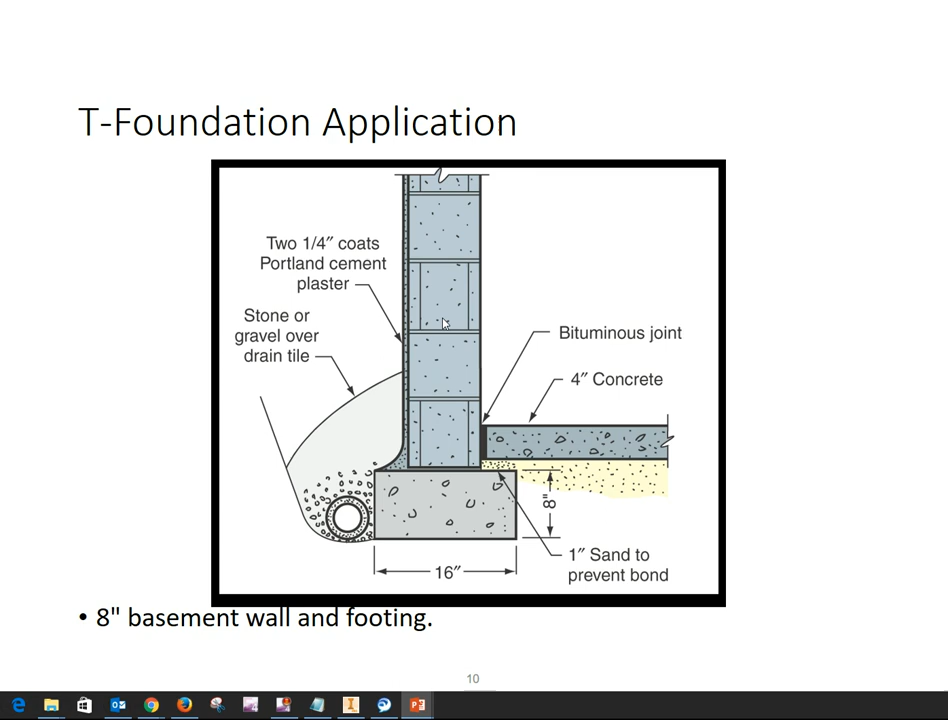 T-Foundation Application
Two 1/4″ coats
Portland cement
plaster
Stone or
gravel over
drain tile
Bituminous joint
4″ Concrete
8"
1″ Sand to
prevent bond
16″
• 8" basement wall and footing.
10